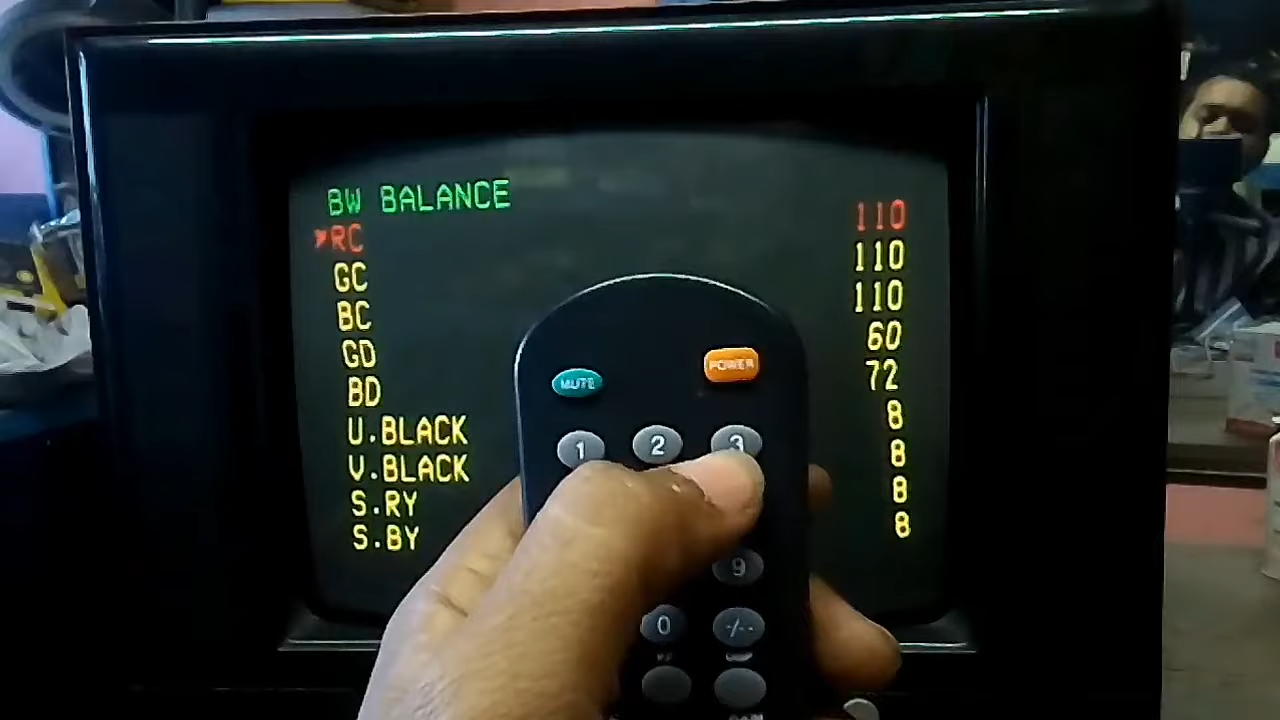 BW BALANCE
RC 110
GC 110
BC 110
GD 60
BD 72
U.BLACK 8
V.BLACK 8
S.RY 8
S.BY 8
MUTE POWER
1 2 3
9
0 -/--